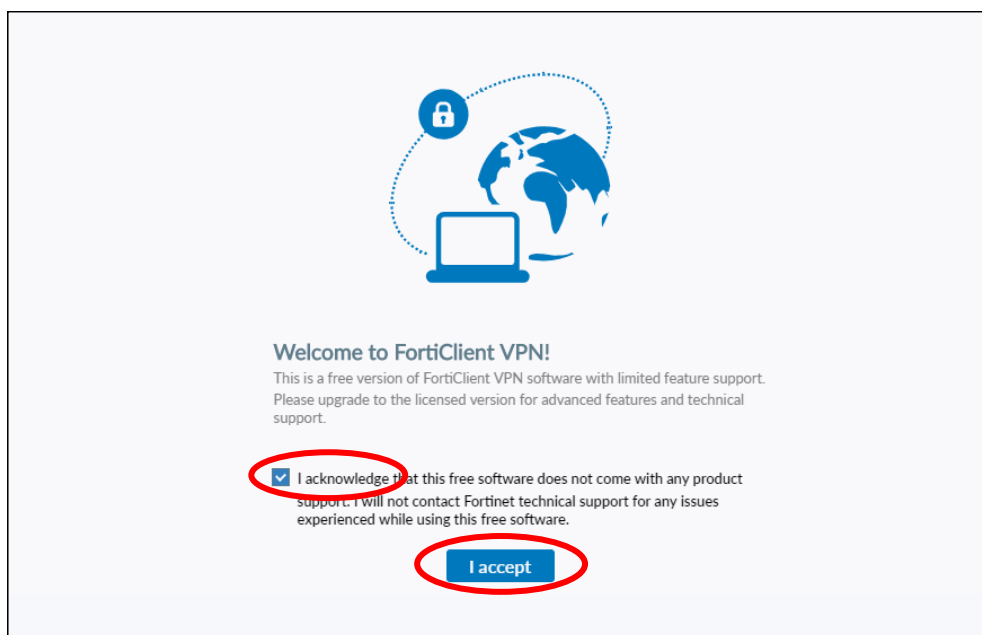 Welcome to FortiClient VPN!
This is a free version of FortiClient VPN software with limited feature support.
Please upgrade to the licensed version for advanced features and technical
support.
I acknowledge that this free software does not come with any product
support. I will not contact Fortinet technical support for any issues
experienced while using this free software.
I accept